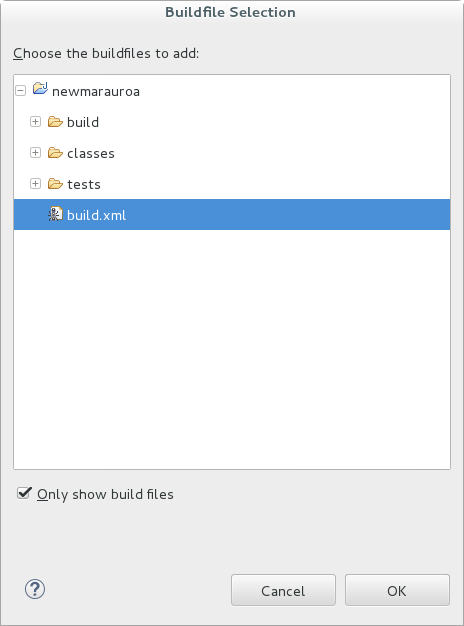 Buildfile Selection
Choose the buildfiles to add:
newmarauroa
build
classes
tests
build.xml
Only show build files
Cancel OK